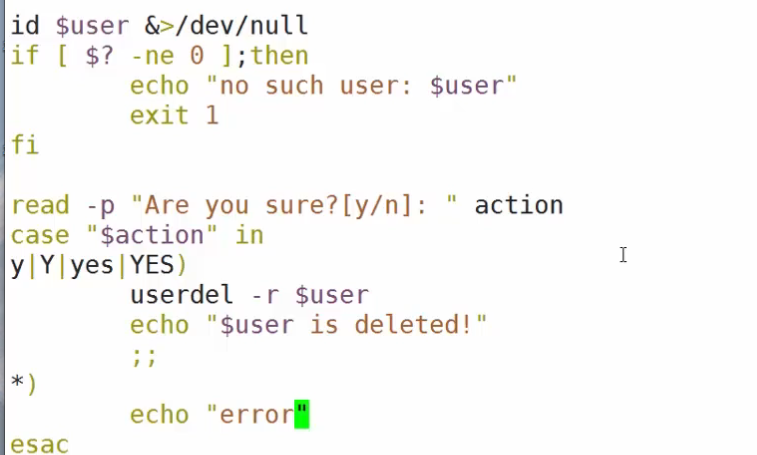 id $user &>/dev/null
if [ $? -ne 0 ];then
        echo "no such user: $user"
        exit 1
fi

read -p "Are you sure?[y/n]: " action
case "$action" in
y|Y|yes|YES)
        userdel -r $user
        echo "$user is deleted!"
        ;;
*)
        echo "error"
esac